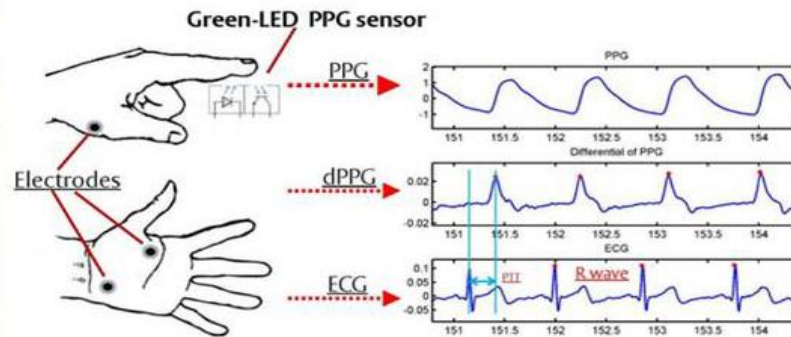 Green-LED PPG sensor
PPG
PPG
2
1
0
-1
151 151.5 152 152.5 153 153.5 154
Electrodes
dPPG
Differential of PPG
0.02
0
-0.02
151 151.5 152 152.5 153 153.5 154
ECG
ECG
0.1
0.05
0
-0.05
PTT
R wave
151 151.5 152 152.5 153 153.5 154